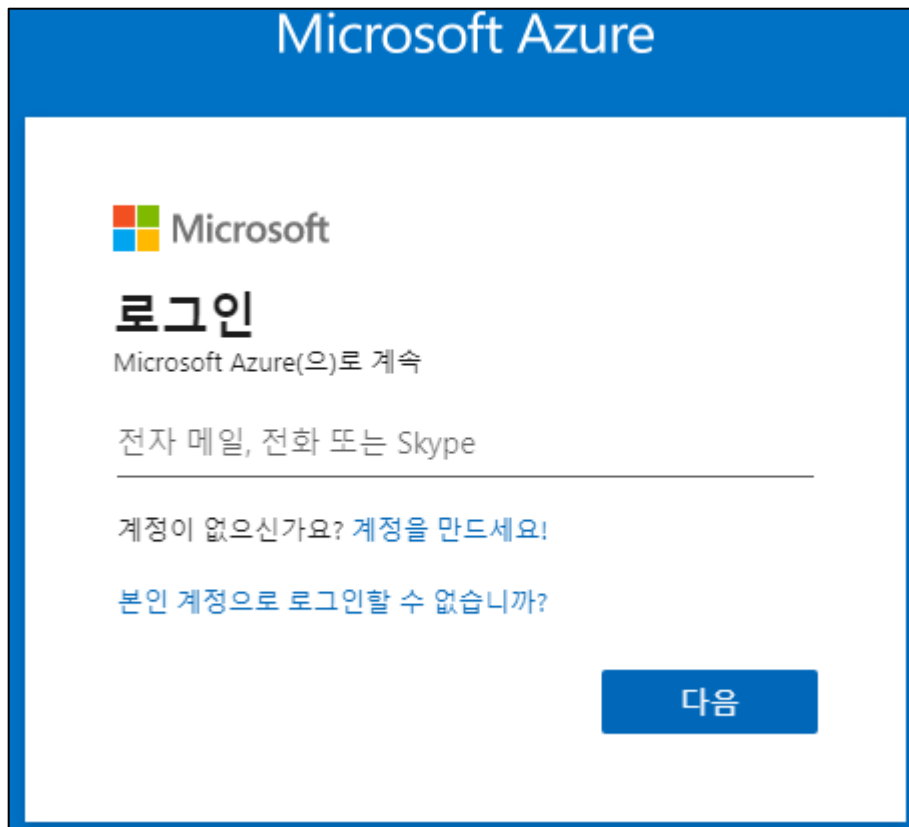 Microsoft Azure
Microsoft
로그인
Microsoft Azure(으)로 계속
전자 메일, 전화 또는 Skype
계정이 없으신가요? 계정을 만드세요!
본인 계정으로 로그인할 수 없습니까?
다음